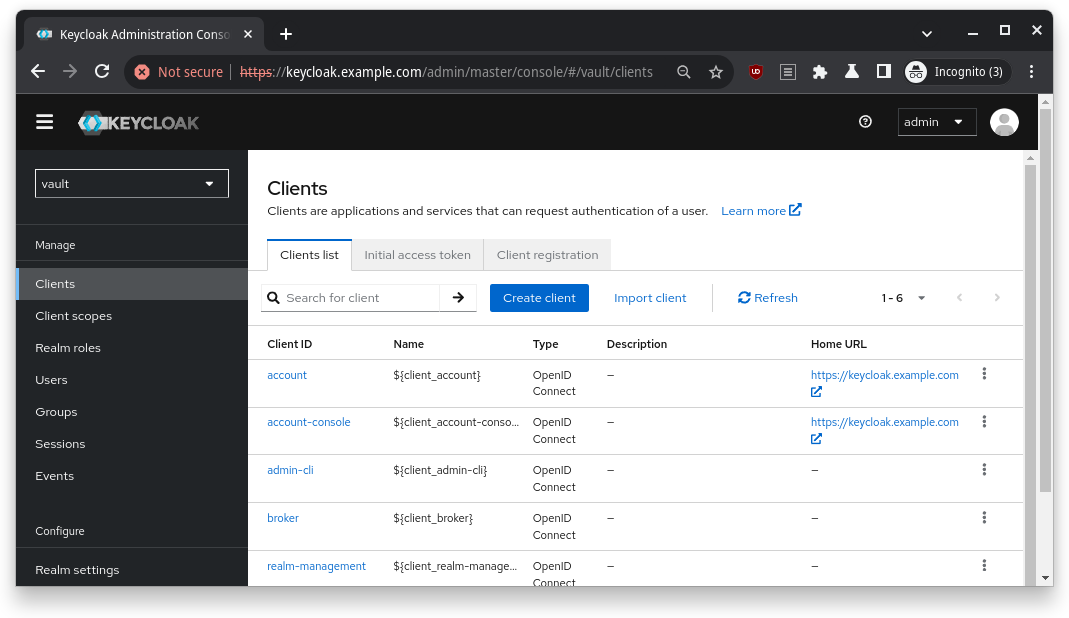 Keycloak Administration Conso
Not secure https://keycloak.example.com/admin/master/console/#/vault/clients
Incognito (3)
KEYCLOAK
admin
vault
Manage
Clients
Client scopes
Realm roles
Users
Groups
Sessions
Events
Configure
Realm settings
Clients
Clients are applications and services that can request authentication of a user. Learn more
Clients list Initial access token Client registration
Search for client Create client Import client Refresh 1 - 6
Client ID Name Type Description Home URL
account ${client_account} OpenID – https://keycloak.example.com
Connect
account-console ${client_account-conso... OpenID – https://keycloak.example.com
Connect
admin-cli ${client_admin-cli} OpenID – –
Connect
broker ${client_broker} OpenID – –
Connect
realm-management ${client_realm-manage... OpenID – –
Connect